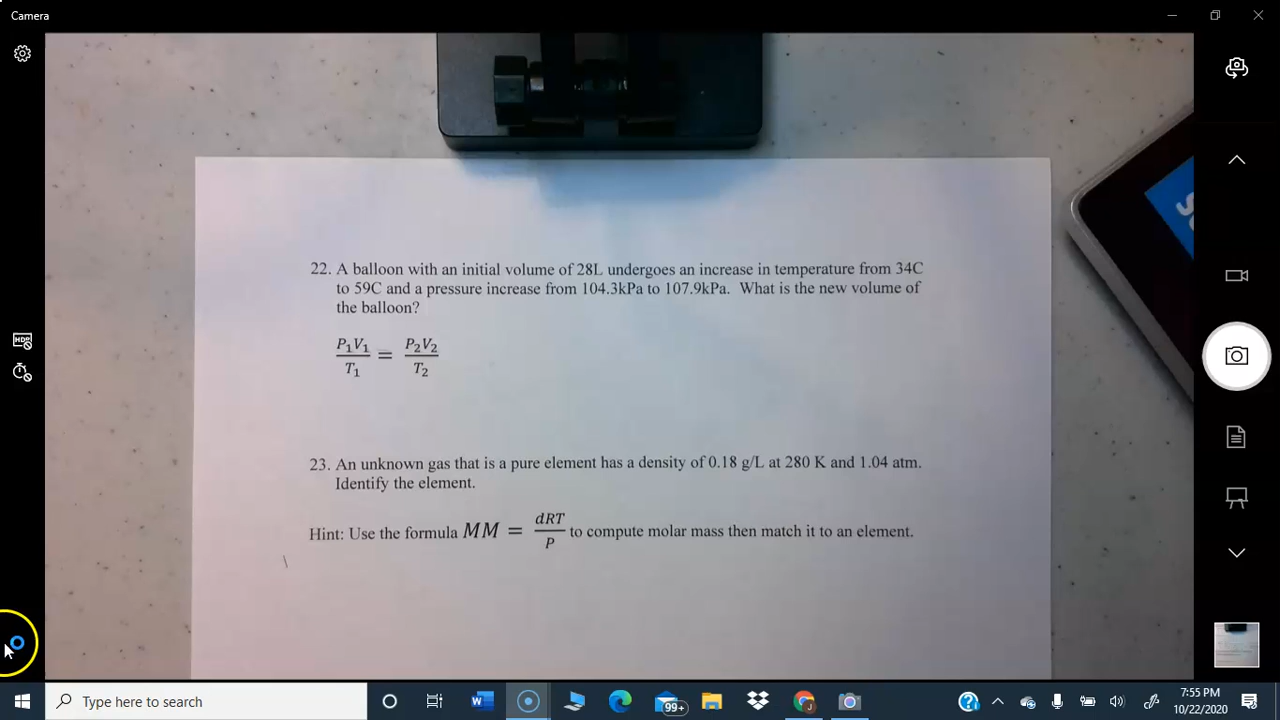 Camera
22. A balloon with an initial volume of 28L undergoes an increase in temperature from 34C
to 59C and a pressure increase from 104.3kPa to 107.9kPa. What is the new volume of
the balloon?
P₁V₁/T₁ = P₂V₂/T₂
23. An unknown gas that is a pure element has a density of 0.18 g/L at 280 K and 1.04 atm.
Identify the element.
Hint: Use the formula MM = dRT/P to compute molar mass then match it to an element.
HDR
Type here to search
99+
7:55 PM
10/22/2020